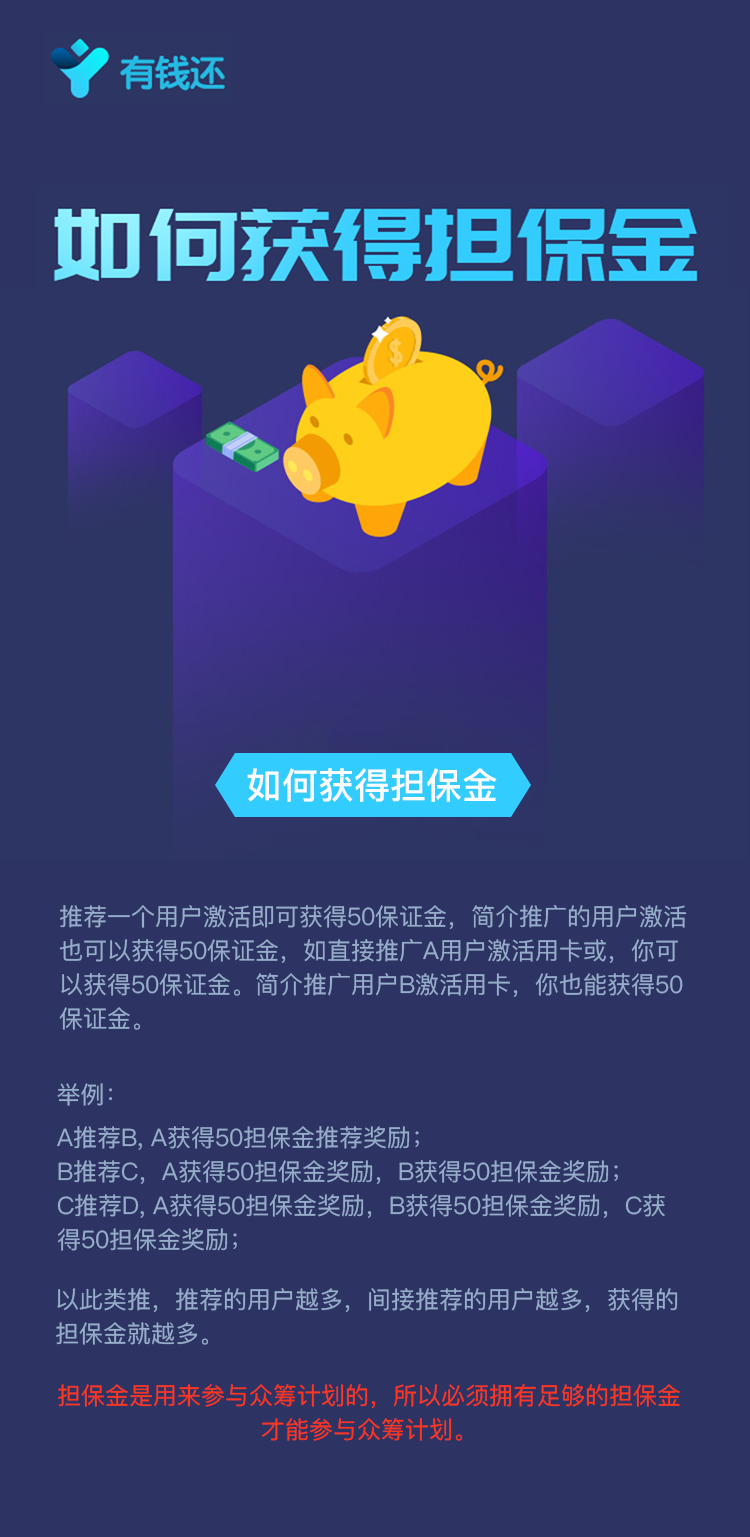 有钱还
如何获得担保金
$
如何获得担保金
推荐一个用户激活即可获得50保证金，简介推广的用户激活
也可以获得50保证金，如直接推广A用户激活用卡或，你可
以获得50保证金。简介推广用户B激活用卡，你也能获得50
保证金。
举例：
A推荐B, A获得50担保金推荐奖励；
B推荐C，A获得50担保金奖励，B获得50担保金奖励；
C推荐D, A获得50担保金奖励，B获得50担保金奖励，C获
得50担保金奖励；
以此类推，推荐的用户越多，间接推荐的用户越多，获得的
担保金就越多。
担保金是用来参与众筹计划的，所以必须拥有足够的担保金
才能参与众筹计划。